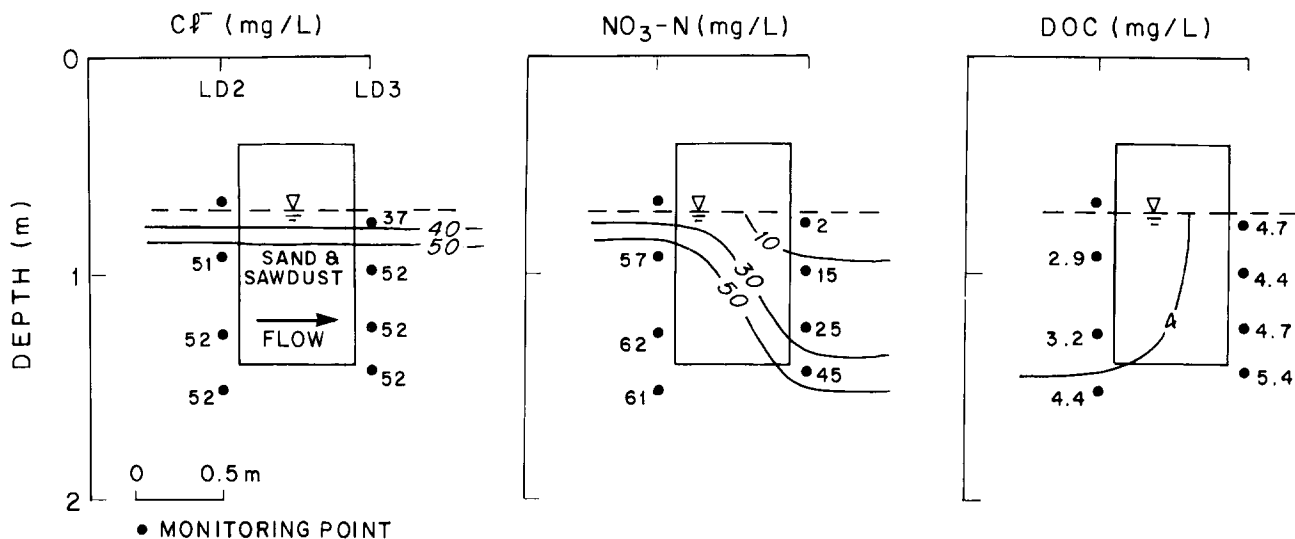 Cℓ⁻ (mg/L) NO₃-N (mg/L) DOC (mg/L)
0
LD2 LD3
37 2 4.7
40
50
10
51 SAND & 52 57 30 15 2.9 4.4
1 SAWDUST 50
52 FLOW 52 62 25 3.2 4 4.7
52 45 5.4
52 61 4.4
DEPTH (m)
0 0.5 m
2
MONITORING POINT